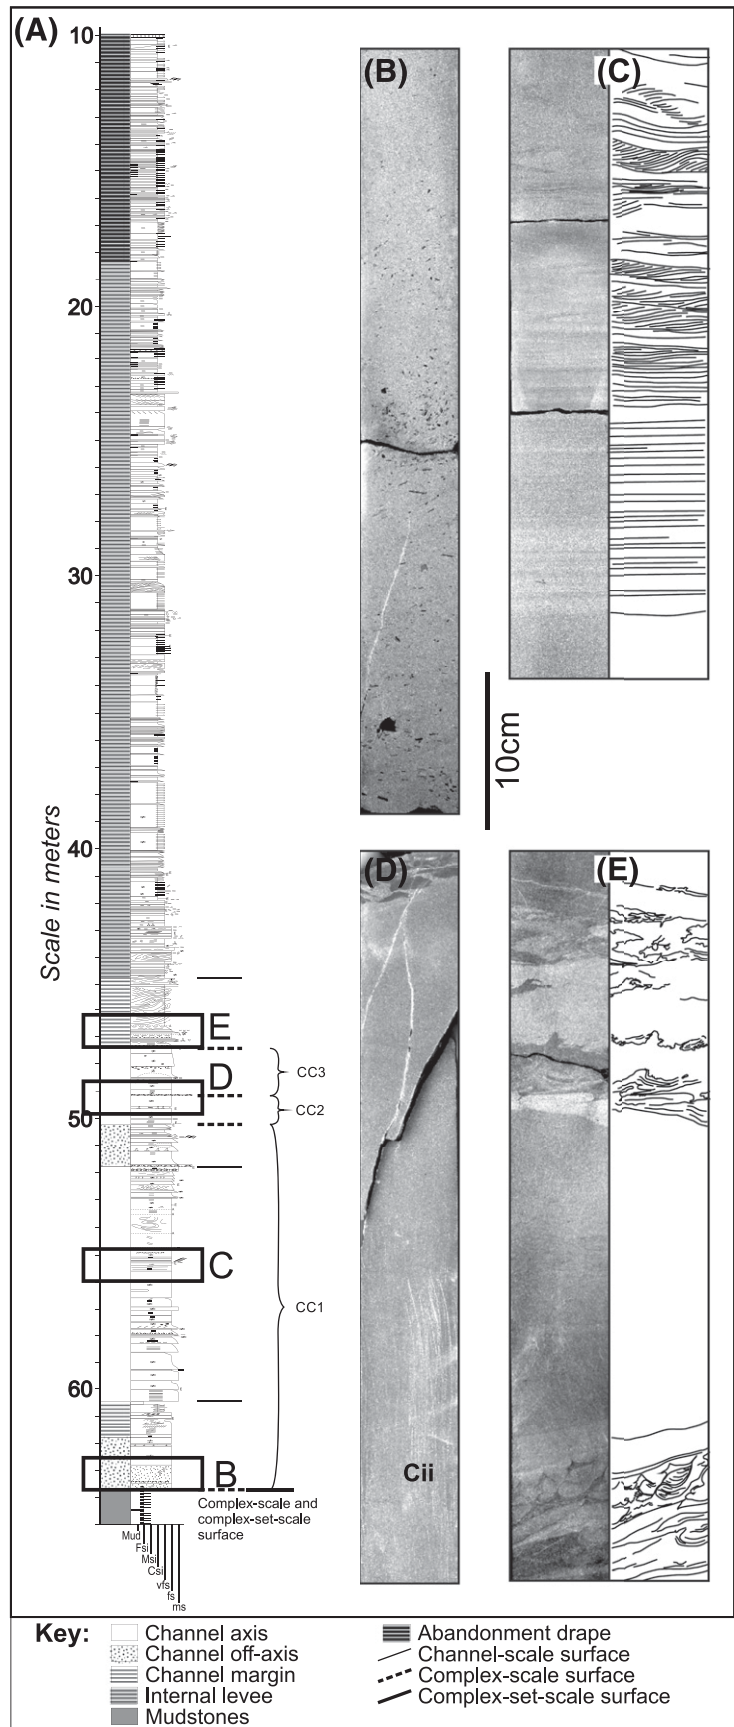 (A)
10
20
30
40
50
60
Scale in meters
E
D
C
B
CC3
CC2
CC1
Complex-scale and
complex-set-scale
surface
Mud
Fsi
Msi
Csi
vfs
fs
ms
(B)
(C)
10cm
(D)
Cii
(E)
Key:
Channel axis
Channel off-axis
Channel margin
Internal levee
Mudstones
Abandonment drape
Channel-scale surface
Complex-scale surface
Complex-set-scale surface